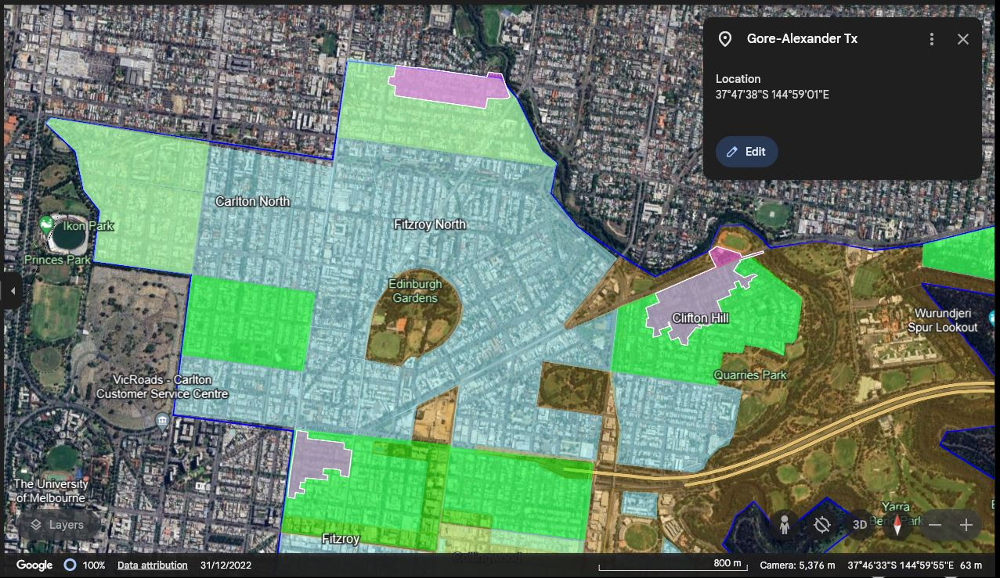 Gore-Alexander Tx
Location
37°47'38"S 144°59'01"E
Edit
Carlton North
Fitzroy North
Ikon Park
Princes Park
Edinburgh
Gardens
Clifton Hill
Wurundjeri
Spur Lookout
VicRoads - Carlton
Customer Service Centre
Quarries Park
The University
of Melbourne
Yarra
Bend Park
Layers
3D
Fitzroy
Collingwood
Google
100%
Data attribution
31/12/2022
800 m
Camera: 5,376 m
37°46'33"S 144°59'55"E
63 m